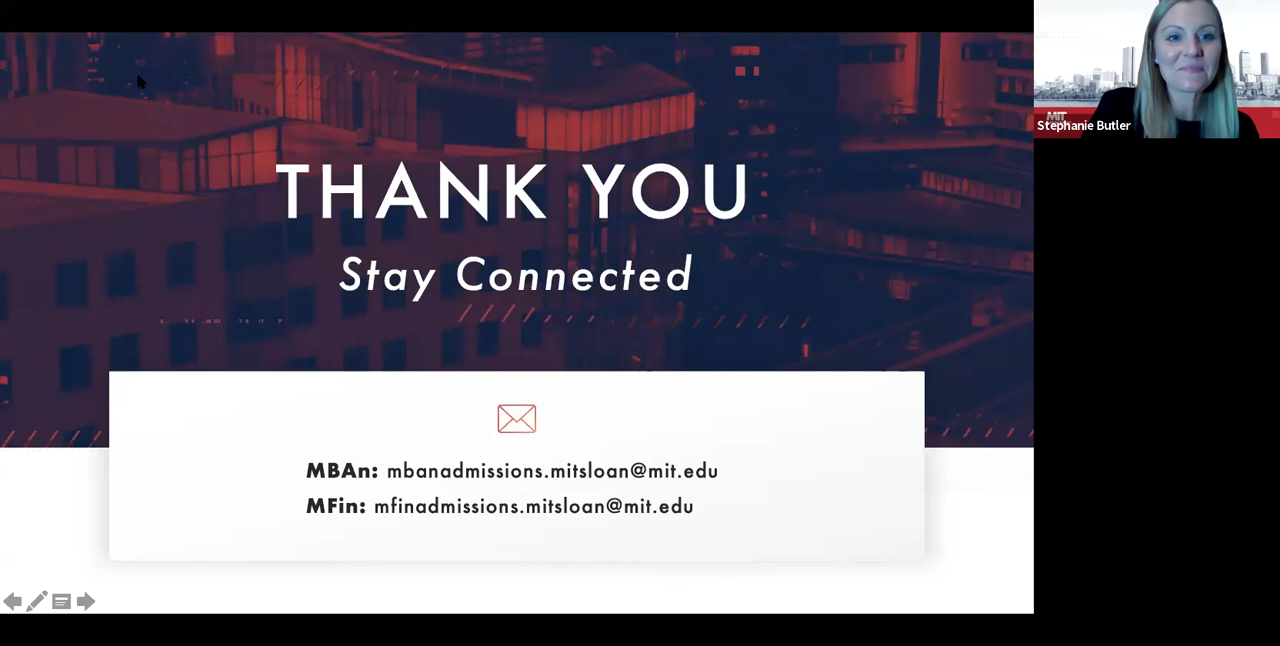 THANK YOU
Stay Connected
MBAn: mbanadmissions.mitsloan@mit.edu
MFin: mfinadmissions.mitsloan@mit.edu
MIT
Stephanie Butler